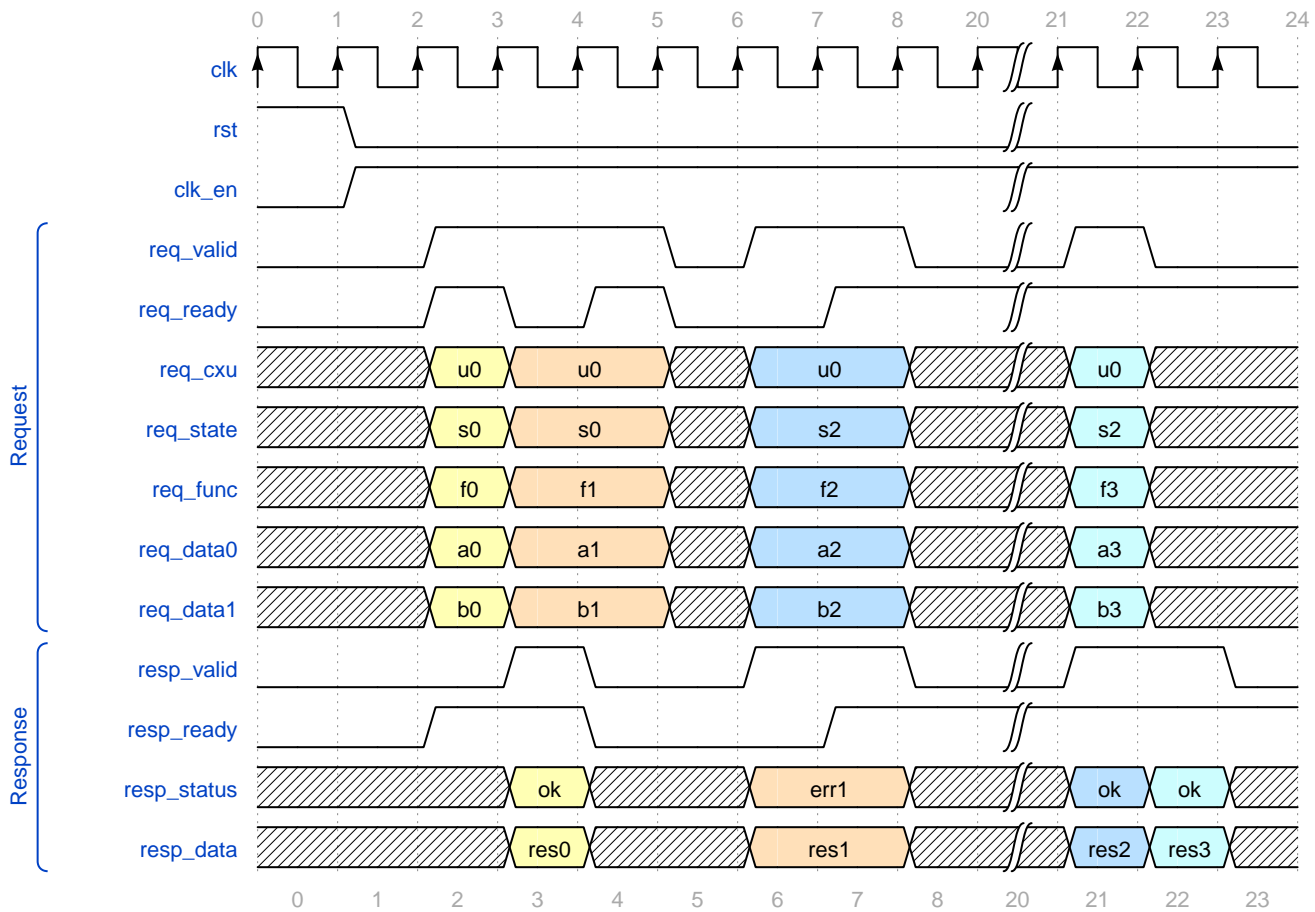 0 1 2 3 4 5 6 7 8 20 21 22 23 24
clk
rst
clk_en
Request
req_valid
req_ready
req_cxu u0 u0 u0 u0
req_state s0 s0 s2 s2
req_func f0 f1 f2 f3
req_data0 a0 a1 a2 a3
req_data1 b0 b1 b2 b3
Response
resp_valid
resp_ready
resp_status ok err1 ok ok
resp_data res0 res1 res2 res3
0 1 2 3 4 5 6 7 8 20 21 22 23